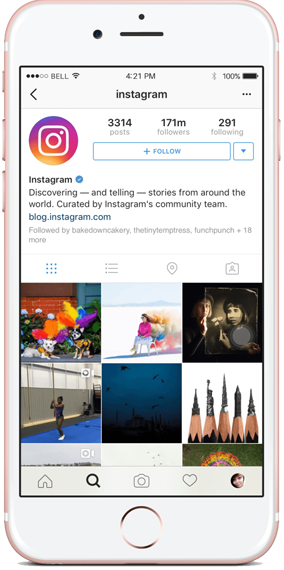 ●●●○○ BELL 4:21 PM 100%
instagram
3314 171m 291
posts followers following
+ FOLLOW
Instagram
Discovering — and telling — stories from around the
world. Curated by Instagram's community team.
blog.instagram.com
Followed by bakedowncakery, thetinytemptress, funchpunch + 18
more